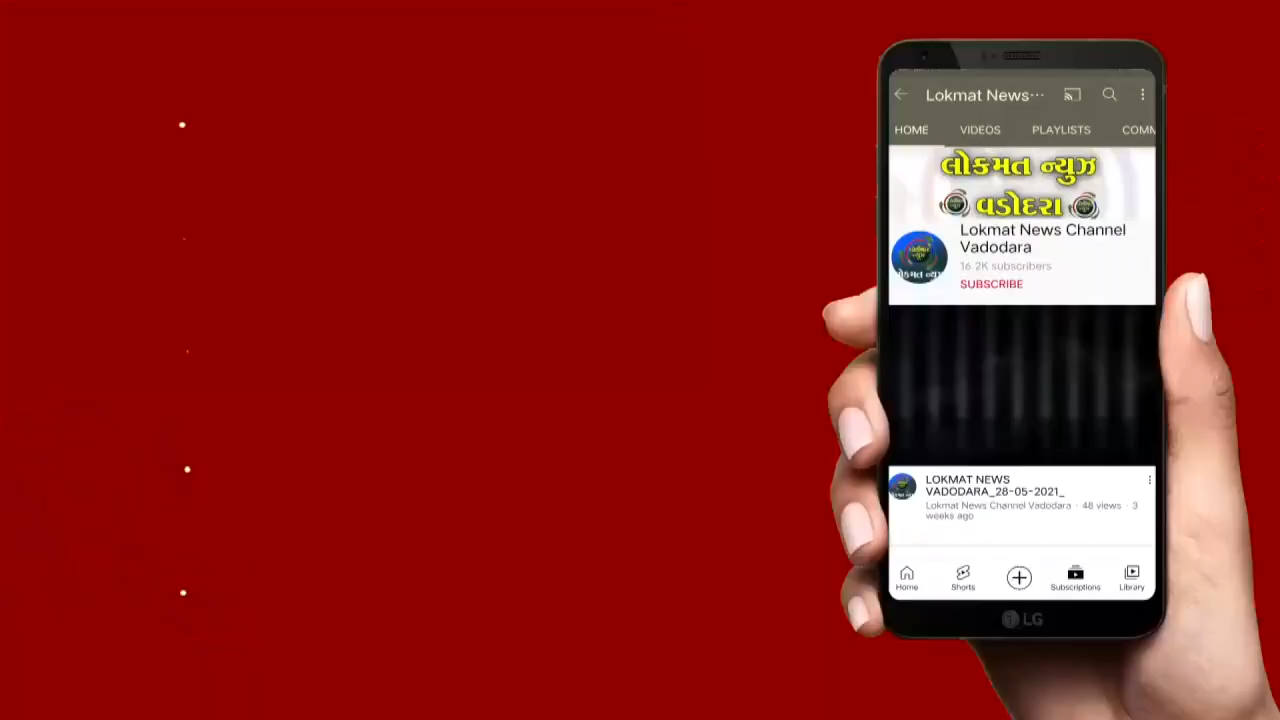 Lokmat News···
HOME VIDEOS PLAYLISTS COMM
લોકમત ન્યુઝ
વડોદરા
Lokmat News Channel
Vadodara
16.2K subscribers
SUBSCRIBE
LOKMAT NEWS
VADODARA_28-05-2021_
Lokmat News Channel Vadodara · 48 views · 3
weeks ago
Home Shorts Subscriptions Library
LG